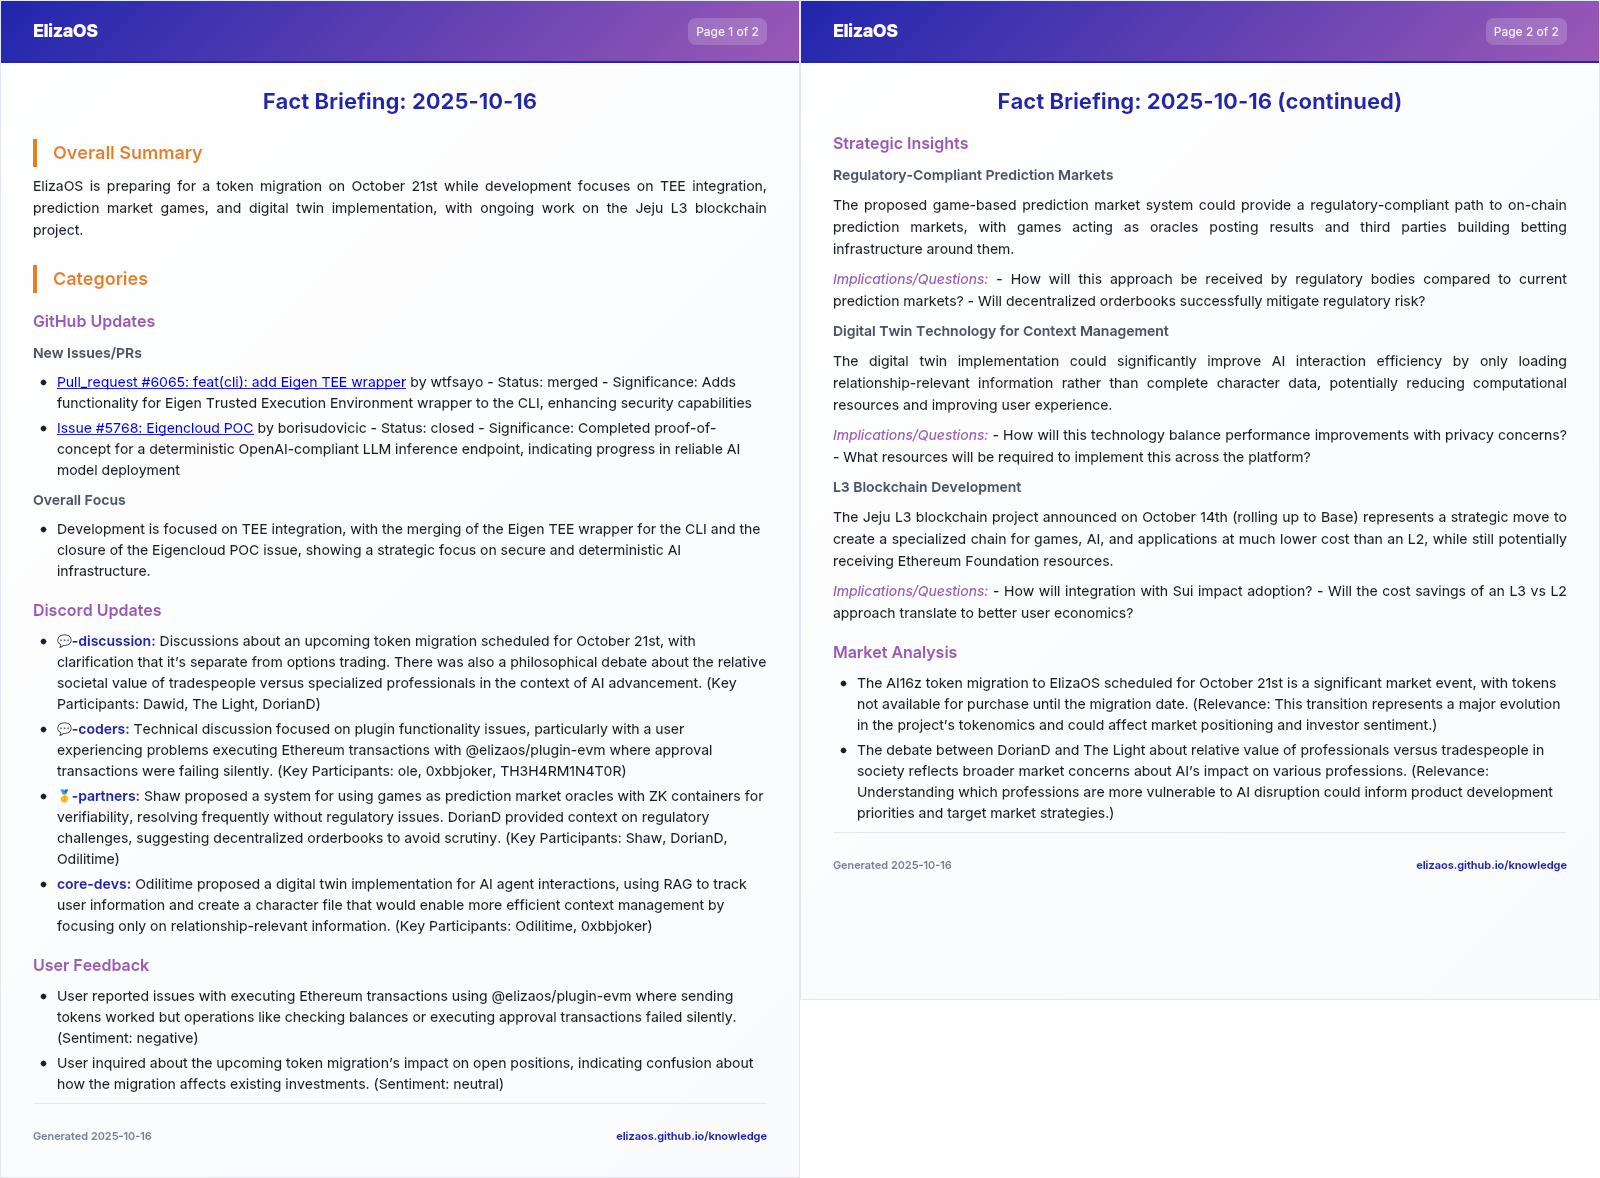 ElizaOS
Page 1 of 2
Fact Briefing: 2025-10-16
Overall Summary
ElizaOS is preparing for a token migration on October 21st while development focuses on TEE integration,
prediction market games, and digital twin implementation, with ongoing work on the Jeju L3 blockchain
project.
Categories
GitHub Updates
New Issues/PRs
• Pull_request #6065: feat(cli): add Eigen TEE wrapper by wtfsayo - Status: merged - Significance: Adds
functionality for Eigen Trusted Execution Environment wrapper to the CLI, enhancing security capabilities
• Issue #5768: Eigencloud POC by borisudovicic - Status: closed - Significance: Completed proof-of-
concept for a deterministic OpenAI-compliant LLM inference endpoint, indicating progress in reliable AI
model deployment
Overall Focus
• Development is focused on TEE integration, with the merging of the Eigen TEE wrapper for the CLI and the
closure of the Eigencloud POC issue, showing a strategic focus on secure and deterministic AI
infrastructure.
Discord Updates
• 💬-discussion: Discussions about an upcoming token migration scheduled for October 21st, with
clarification that it's separate from options trading. There was also a philosophical debate about the relative
societal value of tradespeople versus specialized professionals in the context of AI advancement. (Key
Participants: Dawid, The Light, DorianD)
• 💬-coders: Technical discussion focused on plugin functionality issues, particularly with a user
experiencing problems executing Ethereum transactions with @elizaos/plugin-evm where approval
transactions were failing silently. (Key Participants: ole, 0xbbjoker, TH3H4RM1N4T0R)
• 🥇-partners: Shaw proposed a system for using games as prediction market oracles with ZK containers for
verifiability, resolving frequently without regulatory issues. DorianD provided context on regulatory
challenges, suggesting decentralized orderbooks to avoid scrutiny. (Key Participants: Shaw, DorianD,
Odilitime)
• core-devs: Odilitime proposed a digital twin implementation for AI agent interactions, using RAG to track
user information and create a character file that would enable more efficient context management by
focusing only on relationship-relevant information. (Key Participants: Odilitime, 0xbbjoker)
User Feedback
• User reported issues with executing Ethereum transactions using @elizaos/plugin-evm where sending
tokens worked but operations like checking balances or executing approval transactions failed silently.
(Sentiment: negative)
• User inquired about the upcoming token migration's impact on open positions, indicating confusion about
how the migration affects existing investments. (Sentiment: neutral)
Generated 2025-10-16
elizaos.github.io/knowledge
ElizaOS
Page 2 of 2
Fact Briefing: 2025-10-16 (continued)
Strategic Insights
Regulatory-Compliant Prediction Markets
The proposed game-based prediction market system could provide a regulatory-compliant path to on-chain
prediction markets, with games acting as oracles posting results and third parties building betting
infrastructure around them.
Implications/Questions: - How will this approach be received by regulatory bodies compared to current
prediction markets? - Will decentralized orderbooks successfully mitigate regulatory risk?
Digital Twin Technology for Context Management
The digital twin implementation could significantly improve AI interaction efficiency by only loading
relationship-relevant information rather than complete character data, potentially reducing computational
resources and improving user experience.
Implications/Questions: - How will this technology balance performance improvements with privacy concerns?
- What resources will be required to implement this across the platform?
L3 Blockchain Development
The Jeju L3 blockchain project announced on October 14th (rolling up to Base) represents a strategic move to
create a specialized chain for games, AI, and applications at much lower cost than an L2, while still potentially
receiving Ethereum Foundation resources.
Implications/Questions: - How will integration with Sui impact adoption? - Will the cost savings of an L3 vs L2
approach translate to better user economics?
Market Analysis
• The AI16z token migration to ElizaOS scheduled for October 21st is a significant market event, with tokens
not available for purchase until the migration date. (Relevance: This transition represents a major evolution
in the project's tokenomics and could affect market positioning and investor sentiment.)
• The debate between DorianD and The Light about relative value of professionals versus tradespeople in
society reflects broader market concerns about AI's impact on various professions. (Relevance:
Understanding which professions are more vulnerable to AI disruption could inform product development
priorities and target market strategies.)
Generated 2025-10-16
elizaos.github.io/knowledge